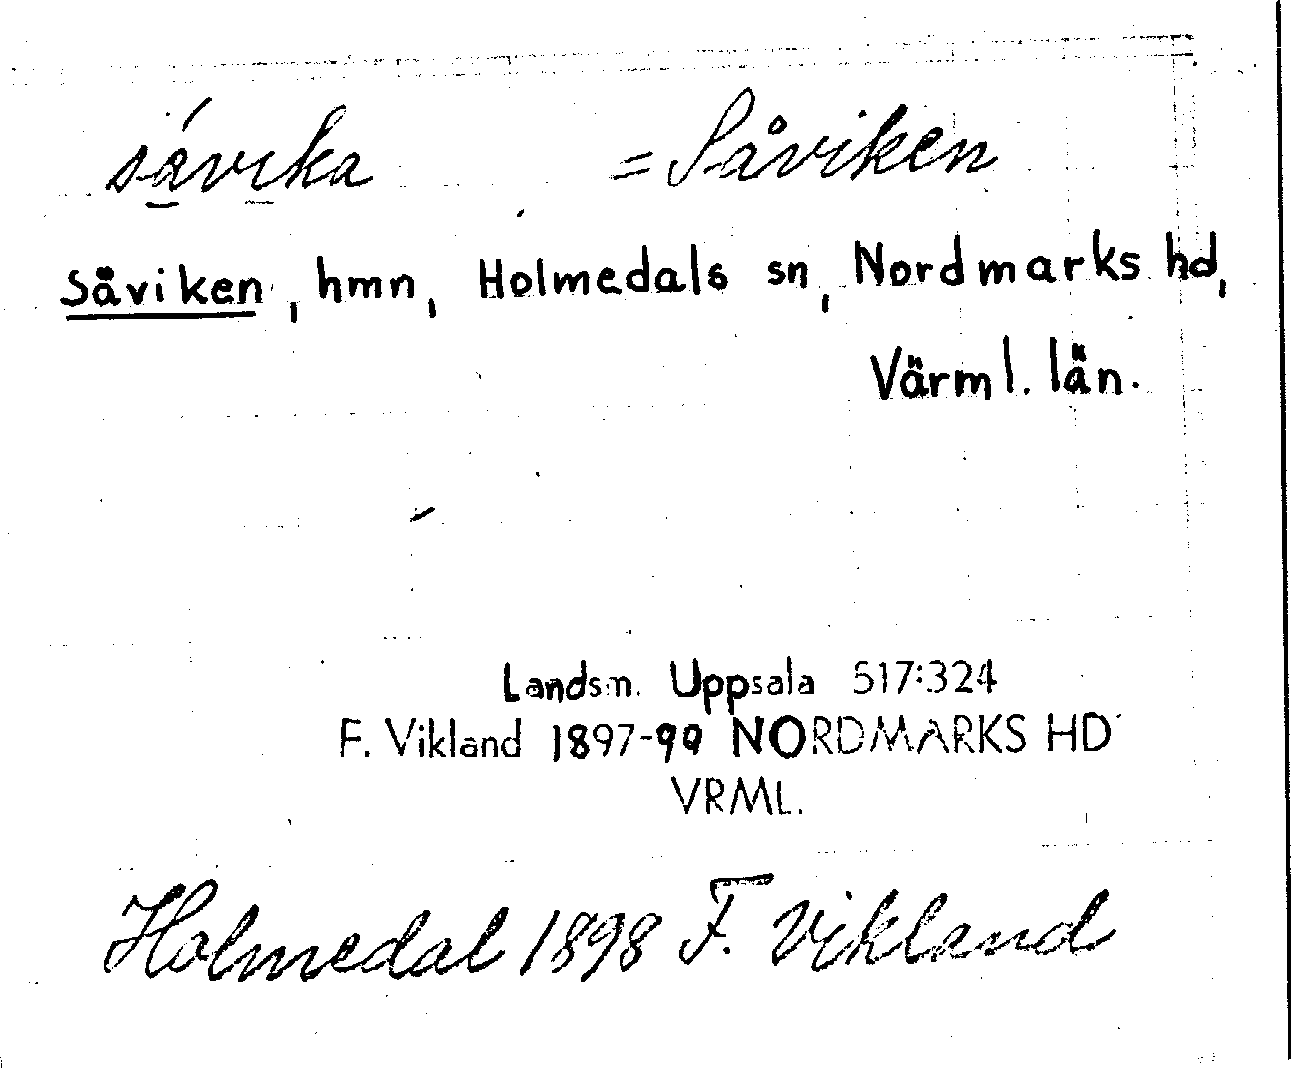 sávika = Såviken
Såviken, hmn, Holmedals sn, Nordmarks hd,
Värml. län.
Landsm. Uppsala 517:324
F. Vikland 1897-99 NORDMARKS HD
VRML.
Holmedal 1898 F. Vikland